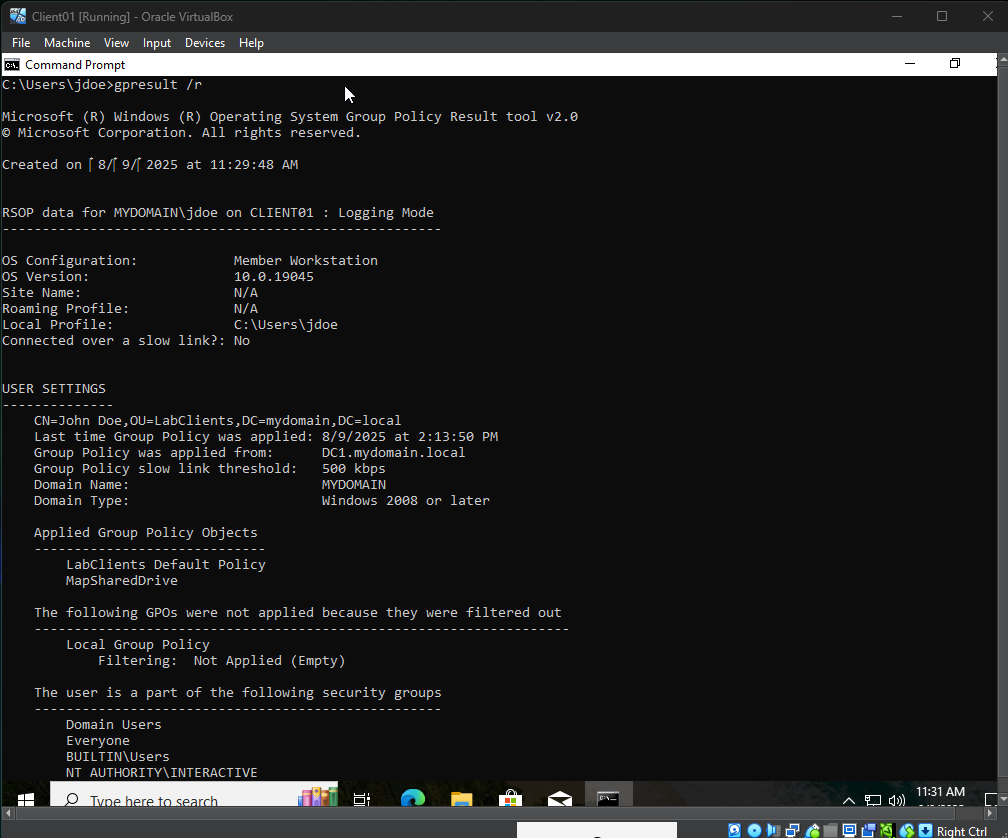 Client01 [Running] - Oracle VirtualBox
File Machine View Input Devices Help
Command Prompt
C:\Users\jdoe>gpresult /r
Microsoft (R) Windows (R) Operating System Group Policy Result tool v2.0
© Microsoft Corporation. All rights reserved.
Created on 8/ 9/ 2025 at 11:29:48 AM
RSOP data for MYDOMAIN\jdoe on CLIENT01 : Logging Mode
-------------------------------------------------------
OS Configuration: Member Workstation
OS Version: 10.0.19045
Site Name: N/A
Roaming Profile: N/A
Local Profile: C:\Users\jdoe
Connected over a slow link?: No
USER SETTINGS
--------------
CN=John Doe,OU=LabClients,DC=mydomain,DC=local
Last time Group Policy was applied: 8/9/2025 at 2:13:50 PM
Group Policy was applied from: DC1.mydomain.local
Group Policy slow link threshold: 500 kbps
Domain Name: MYDOMAIN
Domain Type: Windows 2008 or later
Applied Group Policy Objects
-----------------------------
LabClients Default Policy
MapSharedDrive
The following GPOs were not applied because they were filtered out
-------------------------------------------------------------------
Local Group Policy
Filtering: Not Applied (Empty)
The user is a part of the following security groups
---------------------------------------------------
Domain Users
Everyone
BUILTIN\Users
NT AUTHORITY\INTERACTIVE
Type here to search
11:31 AM
Right Ctrl